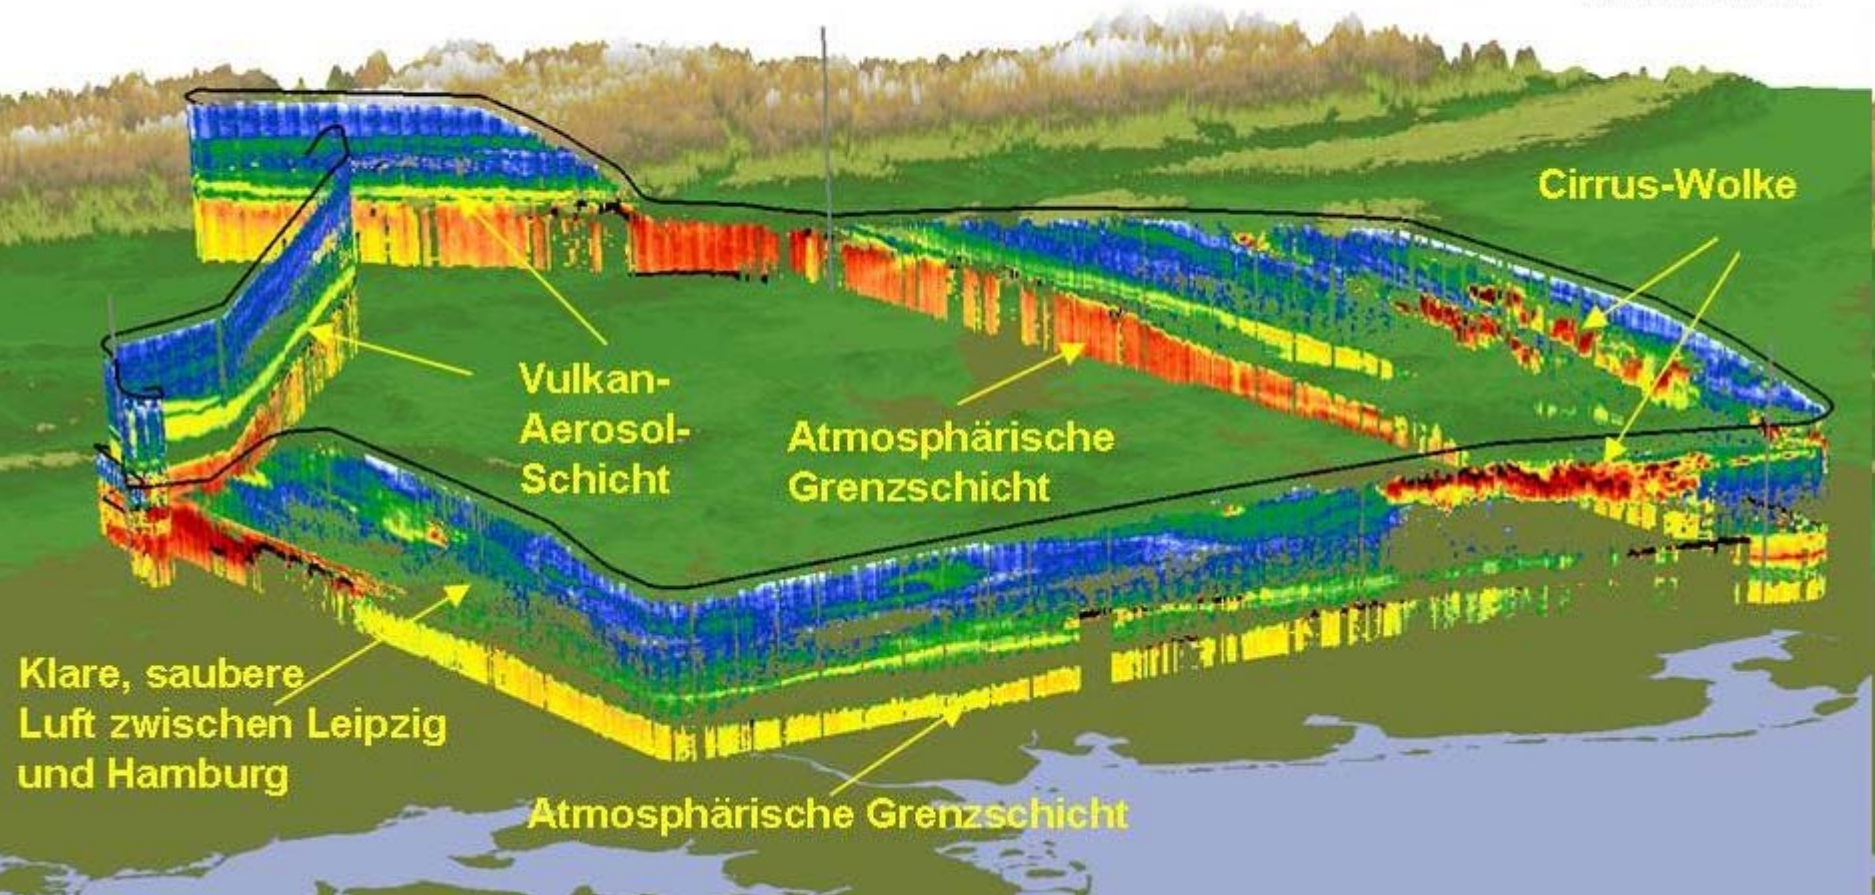 Cirrus-Wolke
Vulkan-
Aerosol-
Schicht
Atmosphärische
Grenzschicht
Klare, saubere
Luft zwischen Leipzig
und Hamburg
Atmosphärische Grenzschicht